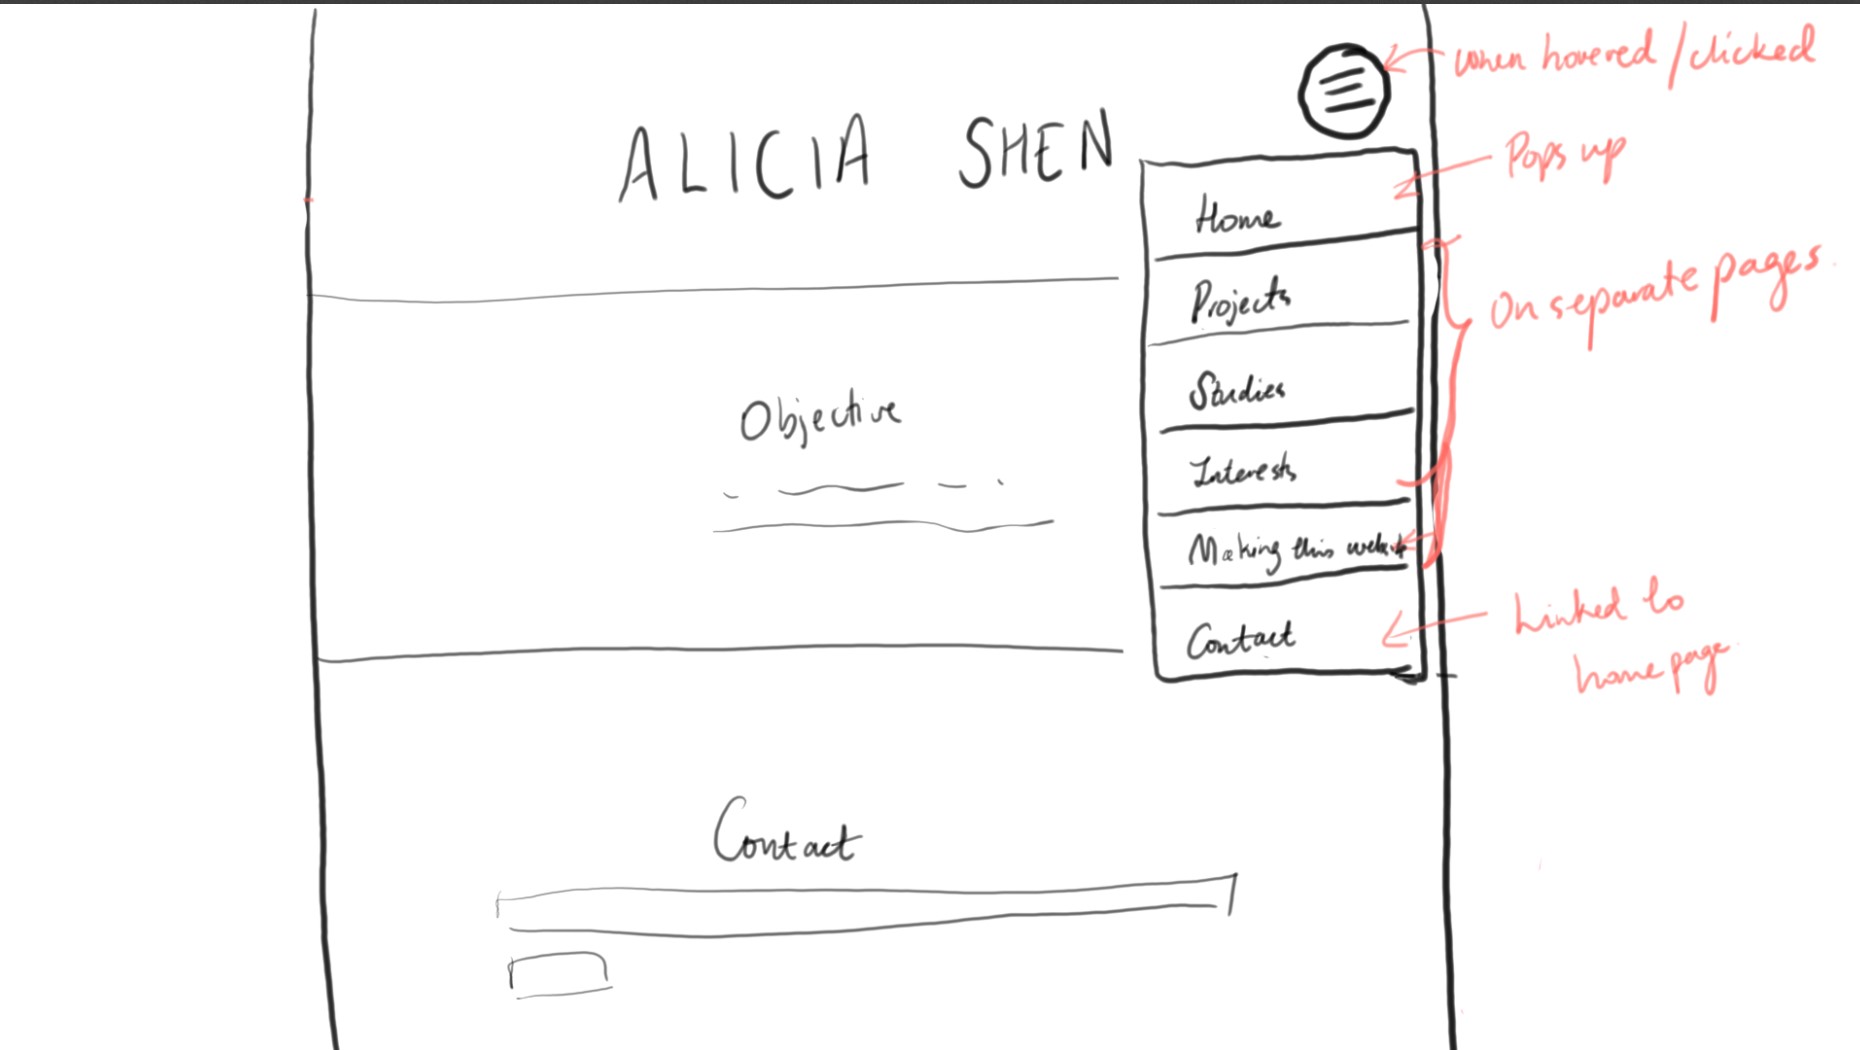 when hovered / clicked
ALICIA SHEN
Pops up
Home
Projects
On separate pages
Studies
Objective
Interests
Making this
Contact
Linked to
home page
Contact